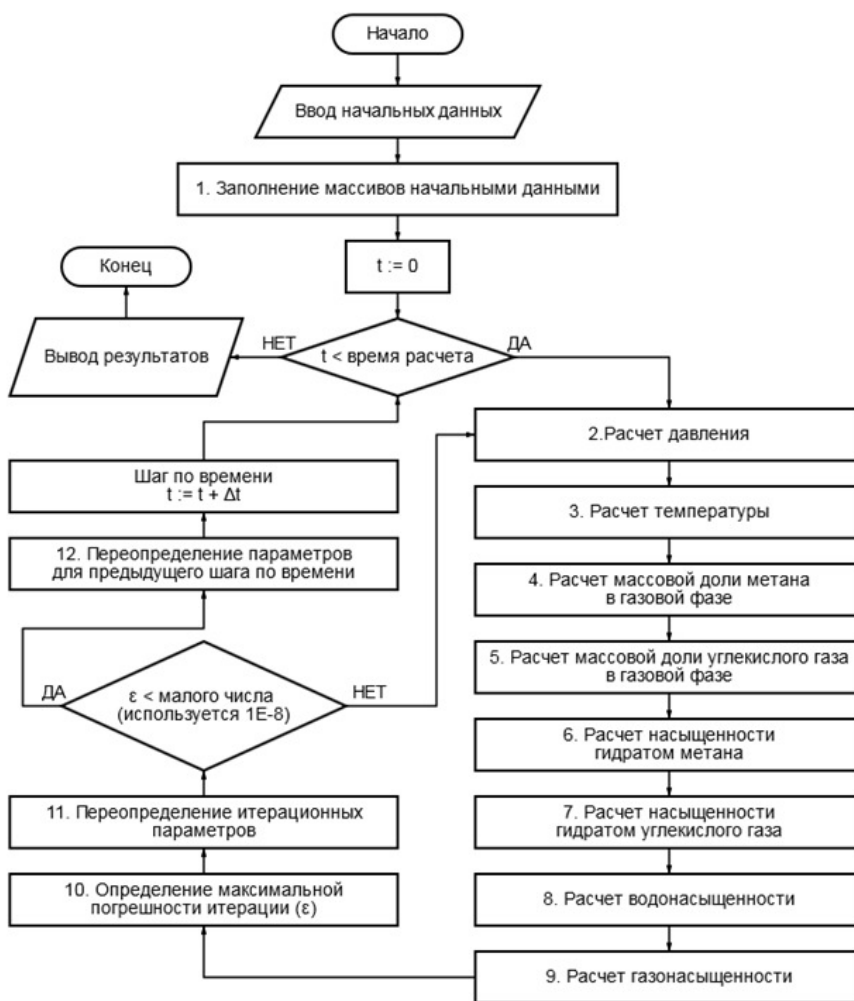 Начало
Ввод начальных данных
1. Заполнение массивов начальными данными
t := 0
Конец
Вывод результатов
НЕТ
t < время расчета
ДА
2.Расчет давления
3. Расчет температуры
4. Расчет массовой доли метана
в газовой фазе
5. Расчет массовой доли углекислого газа
в газовой фазе
6. Расчет насыщенности
гидратом метана
7. Расчет насыщенности
гидратом углекислого газа
8. Расчет водонасыщенности
9. Расчет газонасыщенности
10. Определение максимальной
погрешности итерации (ε)
11. Переопределение итерационных
параметров
ДА
ε < малого числа
(используется 1E-8)
НЕТ
12. Переопределение параметров
для предыдущего шага по времени
Шаг по времени
t := t + Δt